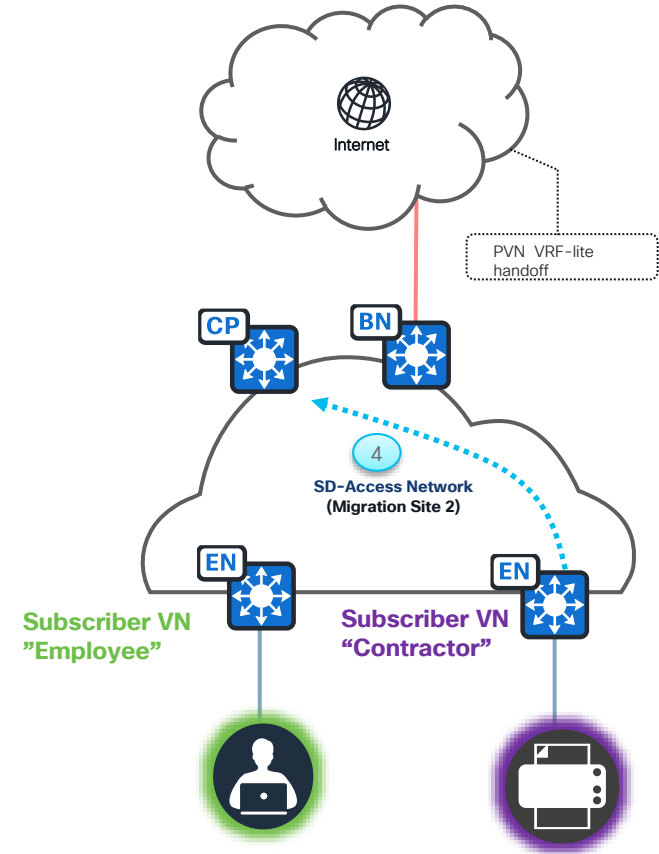 Internet
PVN VRF-lite
handoff
CP
BN
4
SD-Access Network
(Migration Site 2)
EN
EN
Subscriber VN
”Employee”
Subscriber VN
“Contractor”